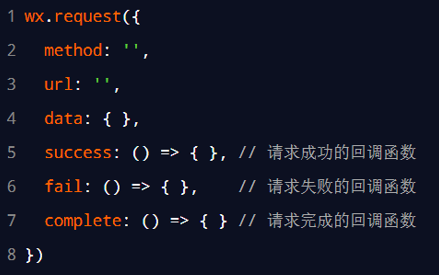 1 wx.request({
2   method: '',
3   url: '',
4   data: { },
5   success: () => { }, // 请求成功的回调函数
6   fail: () => { },    // 请求失败的回调函数
7   complete: () => { } // 请求完成的回调函数
8 })